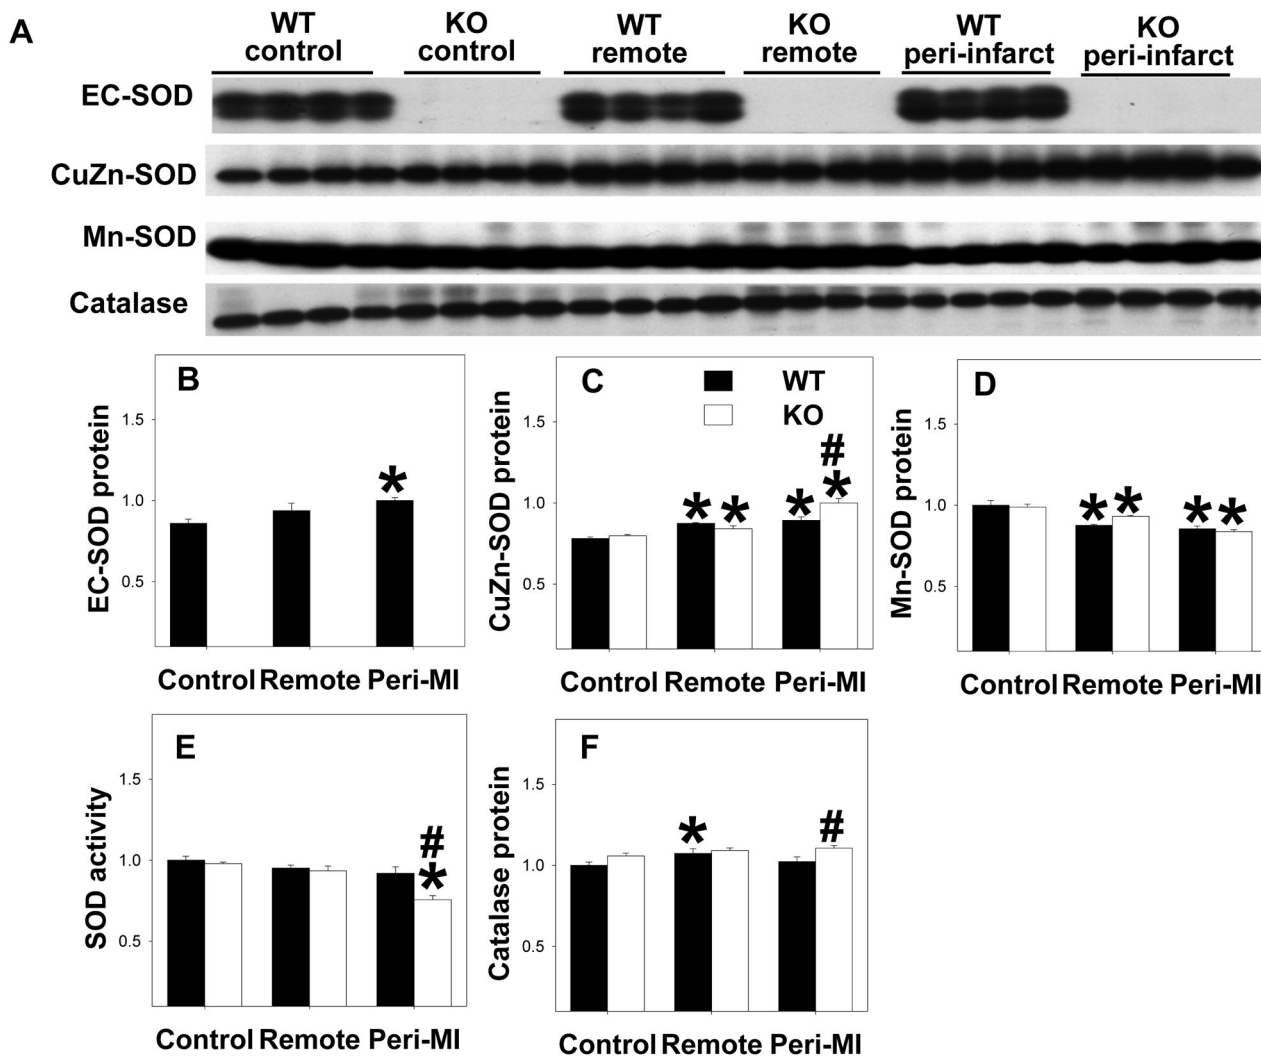 A
WT control
KO control
WT remote
KO remote
WT peri-infarct
KO peri-infarct
EC-SOD
CuZn-SOD
Mn-SOD
Catalase
B
EC-SOD protein
1.5
1.0
0.5
*
Control Remote Peri-MI
C
WT
KO
CuZn-SOD protein
1.5
1.0
0.5
#
* * * *
Control Remote Peri-MI
D
Mn-SOD protein
1.5
1.0
0.5
* * * *
Control Remote Peri-MI
E
SOD activity
1.5
1.0
0.5
#
*
Control Remote Peri-MI
F
Catalase protein
1.5
1.0
0.5
* #
Control Remote Peri-MI